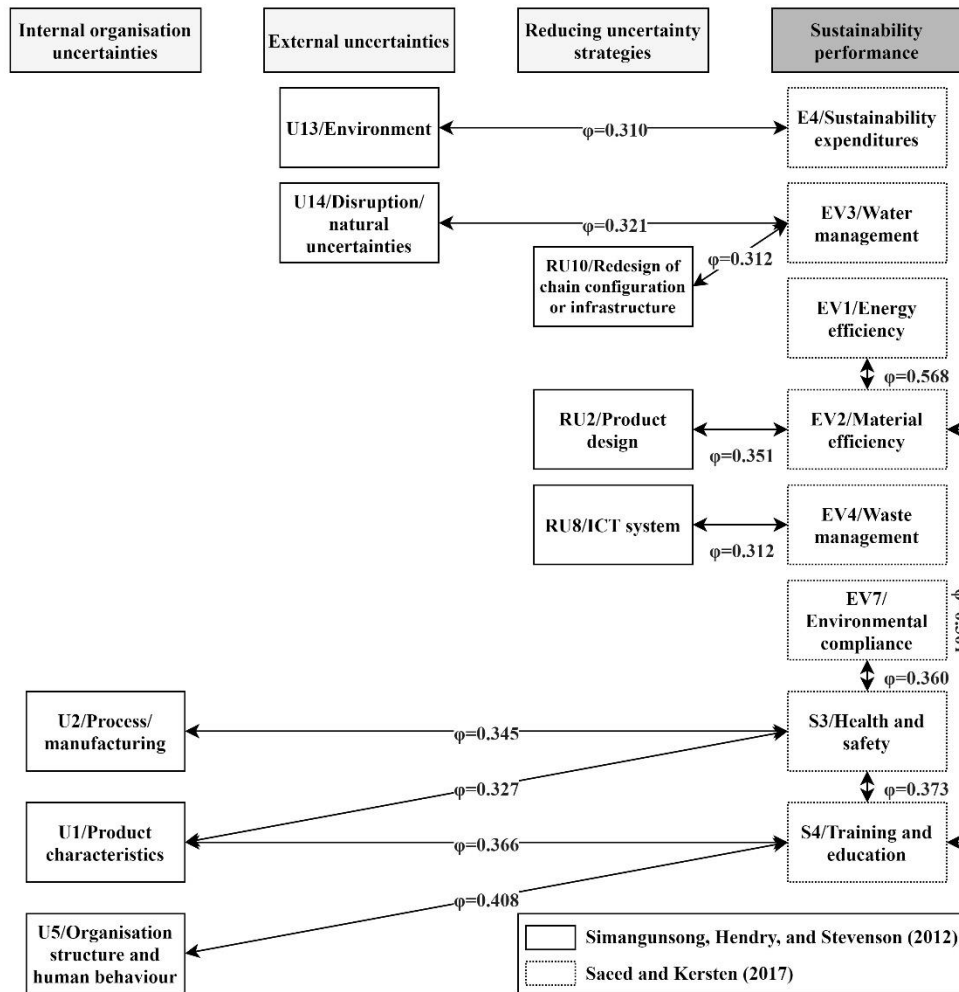 Internal organisation
uncertainties
External uncertainties
Reducing uncertainty
strategies
Sustainability
performance
U13/Environment
φ=0.310
E4/Sustainability
expenditures
U14/Disruption/
natural
uncertainties
φ=0.321
EV3/Water
management
φ=0.312
RU10/Redesign of
chain configuration
or infrastructure
EV1/Energy
efficiency
φ=0.568
RU2/Product
design
φ=0.351
EV2/Material
efficiency
RU8/ICT system
φ=0.312
EV4/Waste
management
EV7/
Environmental
compliance
φ=0.360
U2/Process/
manufacturing
φ=0.345
S3/Health and
safety
φ=0.327
φ=0.373
U1/Product
characteristics
φ=0.366
S4/Training and
education
φ=0.408
U5/Organisation
structure and
human behaviour
Simangunsong, Hendry, and Stevenson (2012)
Saeed and Kersten (2017)